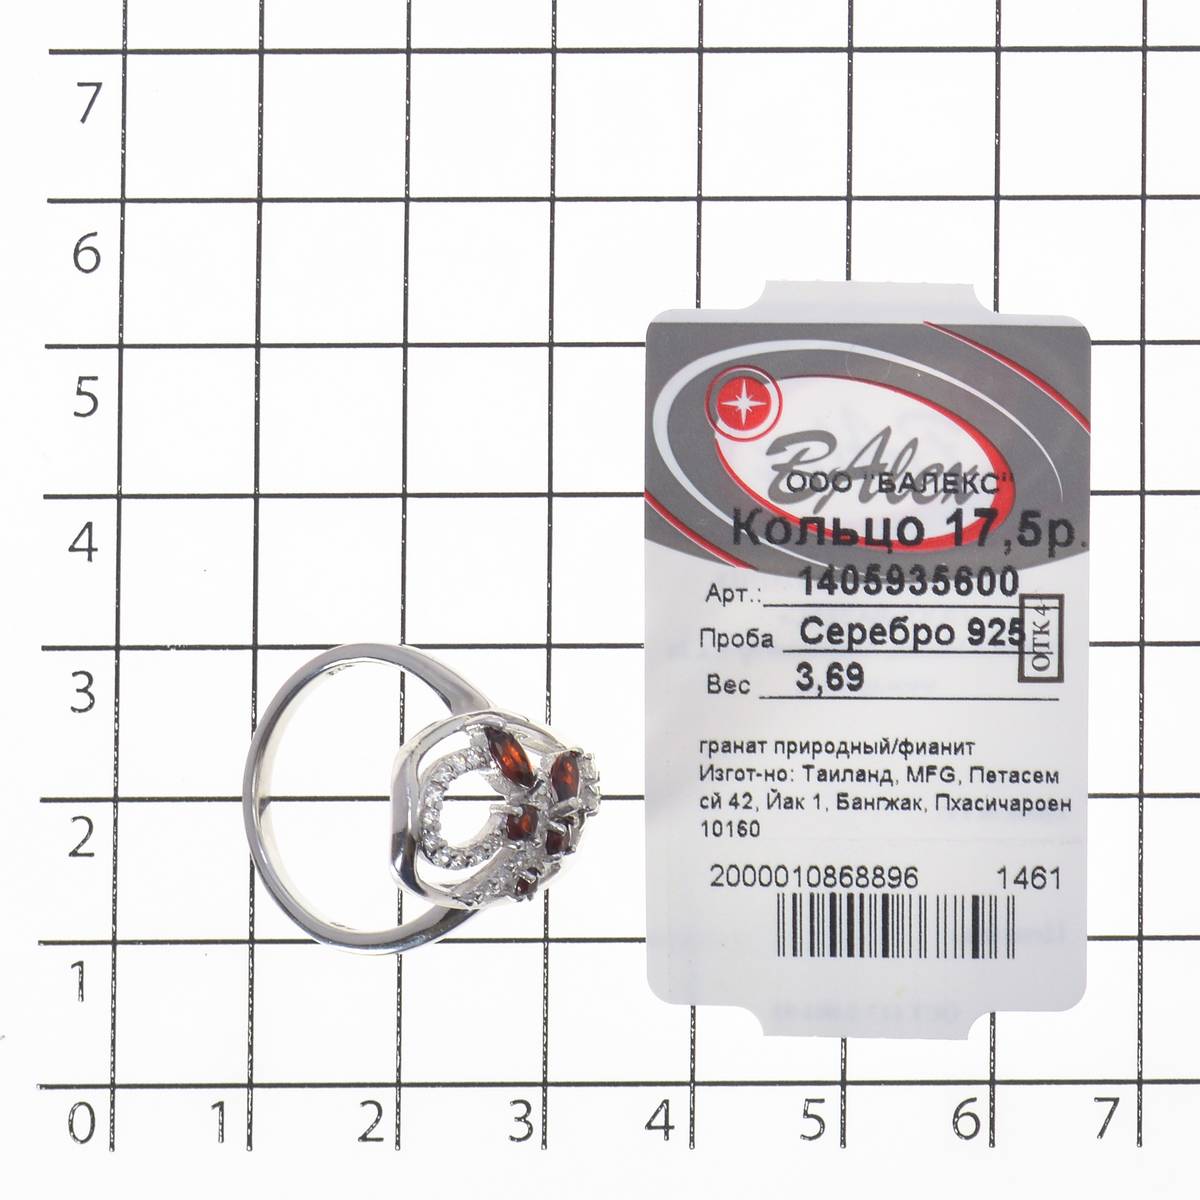 7
6
5
4
3
2
1
0 1 2 3 4 5 6 7
BAlex
ООО "БАЛЕКС"
Кольцо 17,5р.
Арт.: 1405935600
Проба Серебро 925
ОТК 4
Вес 3,69
гранат природный/фианит
Изгот-но: Таиланд, MFG, Петасем
сй 42, Йак 1, Бангжак, Пхасичароен
10160
2000010868896 1461